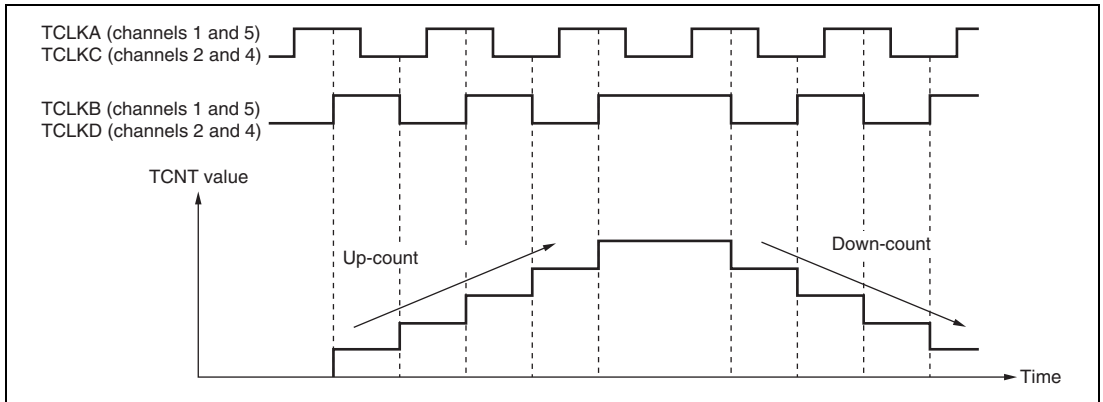 TCLKA (channels 1 and 5)
TCLKC (channels 2 and 4)
TCLKB (channels 1 and 5)
TCLKD (channels 2 and 4)
TCNT value
Up-count
Down-count
Time